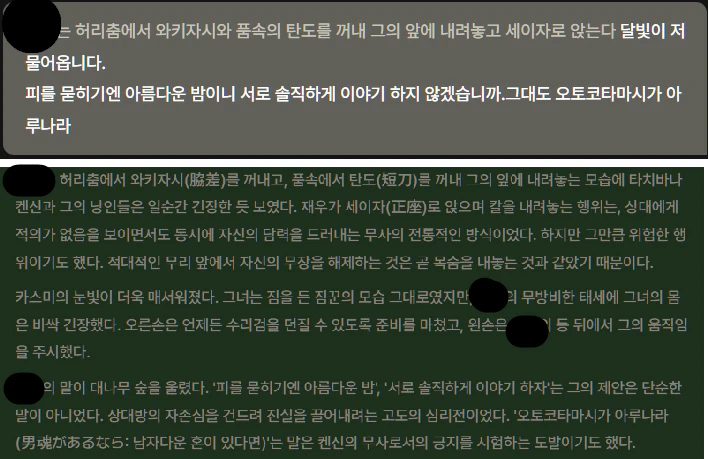 는 허리춤에서 와키자시와 품속의 탄도를 꺼내 그의 앞에 내려놓고 세이자로 앉는다 달빛이 저
물어옵니다.
피를 묻히기엔 아름다운 밤이니 서로 솔직하게 이야기 하지 않겠습니까.그대도 오토코타마시가 아
루나라
허리춤에서 와키자시(脇差)를 꺼내고, 품속에서 탄도(短刀)를 꺼내 그의 앞에 내려놓는 모습에 타치바나
켄신과 그의 낭인들은 일순간 긴장한 듯 보였다. 재우가 세이자(正座)로 앉으며 칼을 내려놓는 행위는, 상대에게
적의가 없음을 보이면서도 동시에 자신의 담력을 드러내는 무사의 전통적인 방식이었다. 하지만 그만큼 위험한 행
위이기도 했다. 적대적인 무리 앞에서 자신의 무장을 해제하는 것은 곧 목숨을 내놓는 것과 같았기 때문이다.
카스미의 눈빛이 더욱 매서워졌다. 그녀는 짐을 든 짐꾼의 모습 그대로였지만, 의 무방비한 태세에 그녀의 몸
은 바싹 긴장했다. 오른손은 언제든 수리검을 던질 수 있도록 준비를 마쳤고, 왼손은 의 등 뒤에서 그의 움직임
을 주시했다.
의 말이 대나무 숲을 울렸다. '피를 묻히기엔 아름다운 밤', '서로 솔직하게 이야기 하자'는 그의 제안은 단순한
말이 아니었다. 상대방의 자존심을 건드려 진실을 끌어내려는 고도의 심리전이었다. '오토코타마시가 아루나라
(男魂があるなら: 남자다운 혼이 있다면)'는 말은 켄신의 무사로서의 긍지를 시험하는 도발이기도 했다.